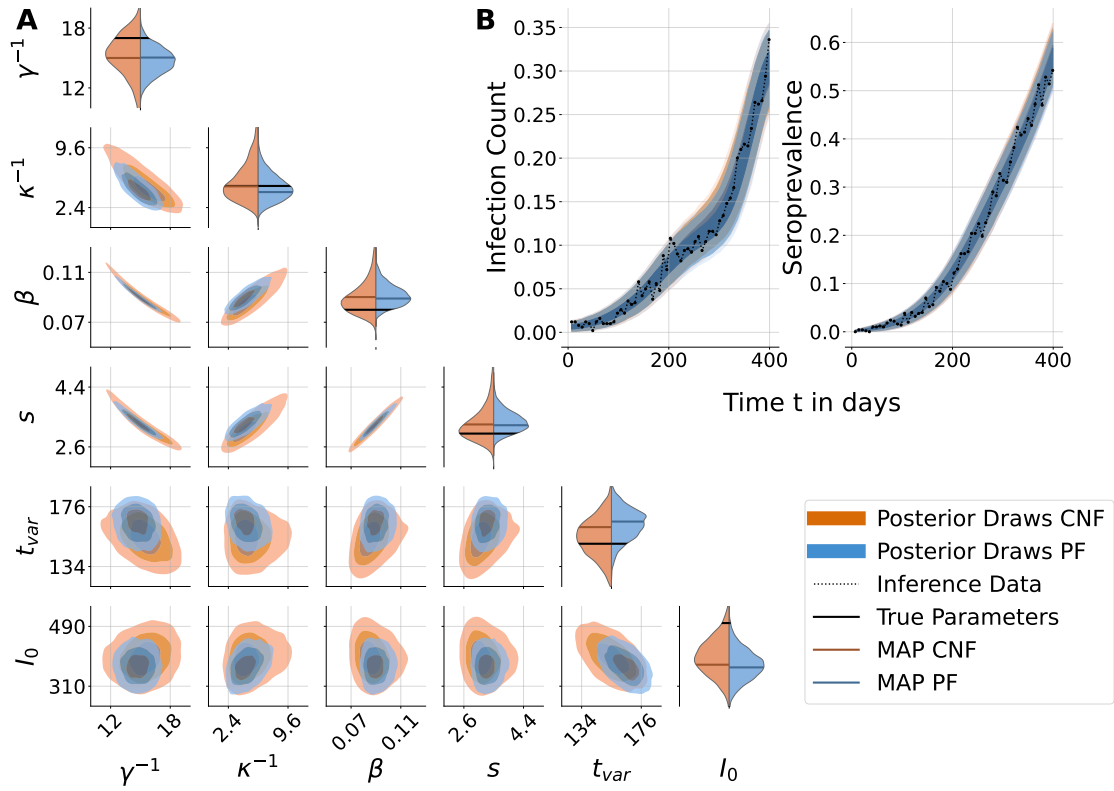 A
B
γ⁻¹
18
12
κ⁻¹
9.6
2.4
β
0.11
0.07
s
4.4
2.6
t_var
176
134
I₀
490
310
12
18
2.4
9.6
0.07
0.11
2.6
4.4
134
176
γ⁻¹
κ⁻¹
β
s
t_var
I₀
Infection Count
0.35
0.30
0.25
0.20
0.15
0.10
0.05
0.00
0
200
400
Seroprevalence
0.6
0.5
0.4
0.3
0.2
0.1
0.0
0
200
400
Time t in days
Posterior Draws CNF
Posterior Draws PF
Inference Data
True Parameters
MAP CNF
MAP PF